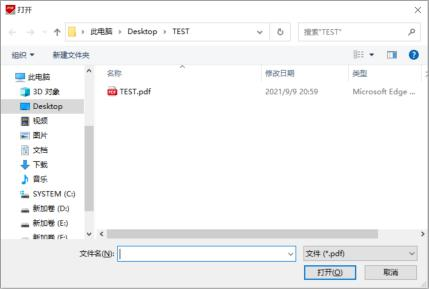 打开
此电脑 > Desktop > TEST
搜索"TEST"
组织 新建文件夹
名称 修改日期 类型
TEST.pdf 2021/9/9 20:59 Microsoft Edge ...
此电脑
3D 对象
Desktop
视频
图片
文档
下载
音乐
SYSTEM (C:)
新加卷 (D:)
新加卷 (E:)
新加卷 (F:)
文件名(N):
文件 (*.pdf)
打开(O) 取消